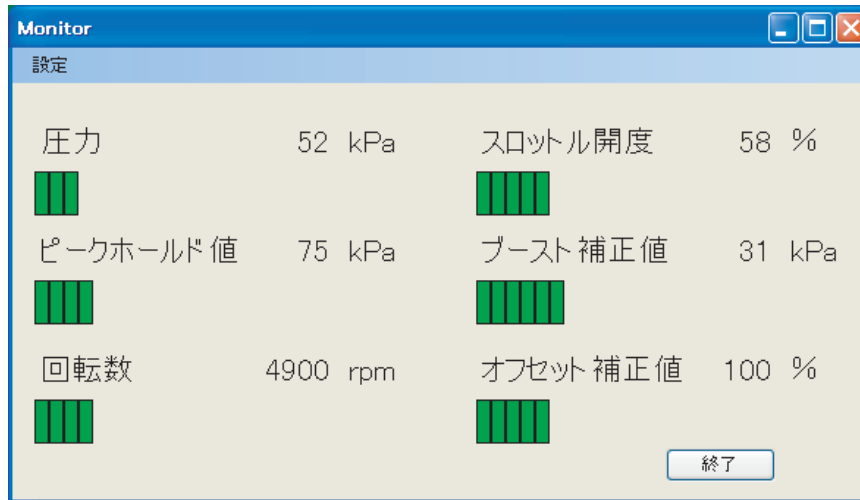 Monitor
設定
圧力 52 kPa
スロットル開度 58 %
ピークホールド値 75 kPa
ブースト補正値 31 kPa
回転数 4900 rpm
オフセット補正値 100 %
終了